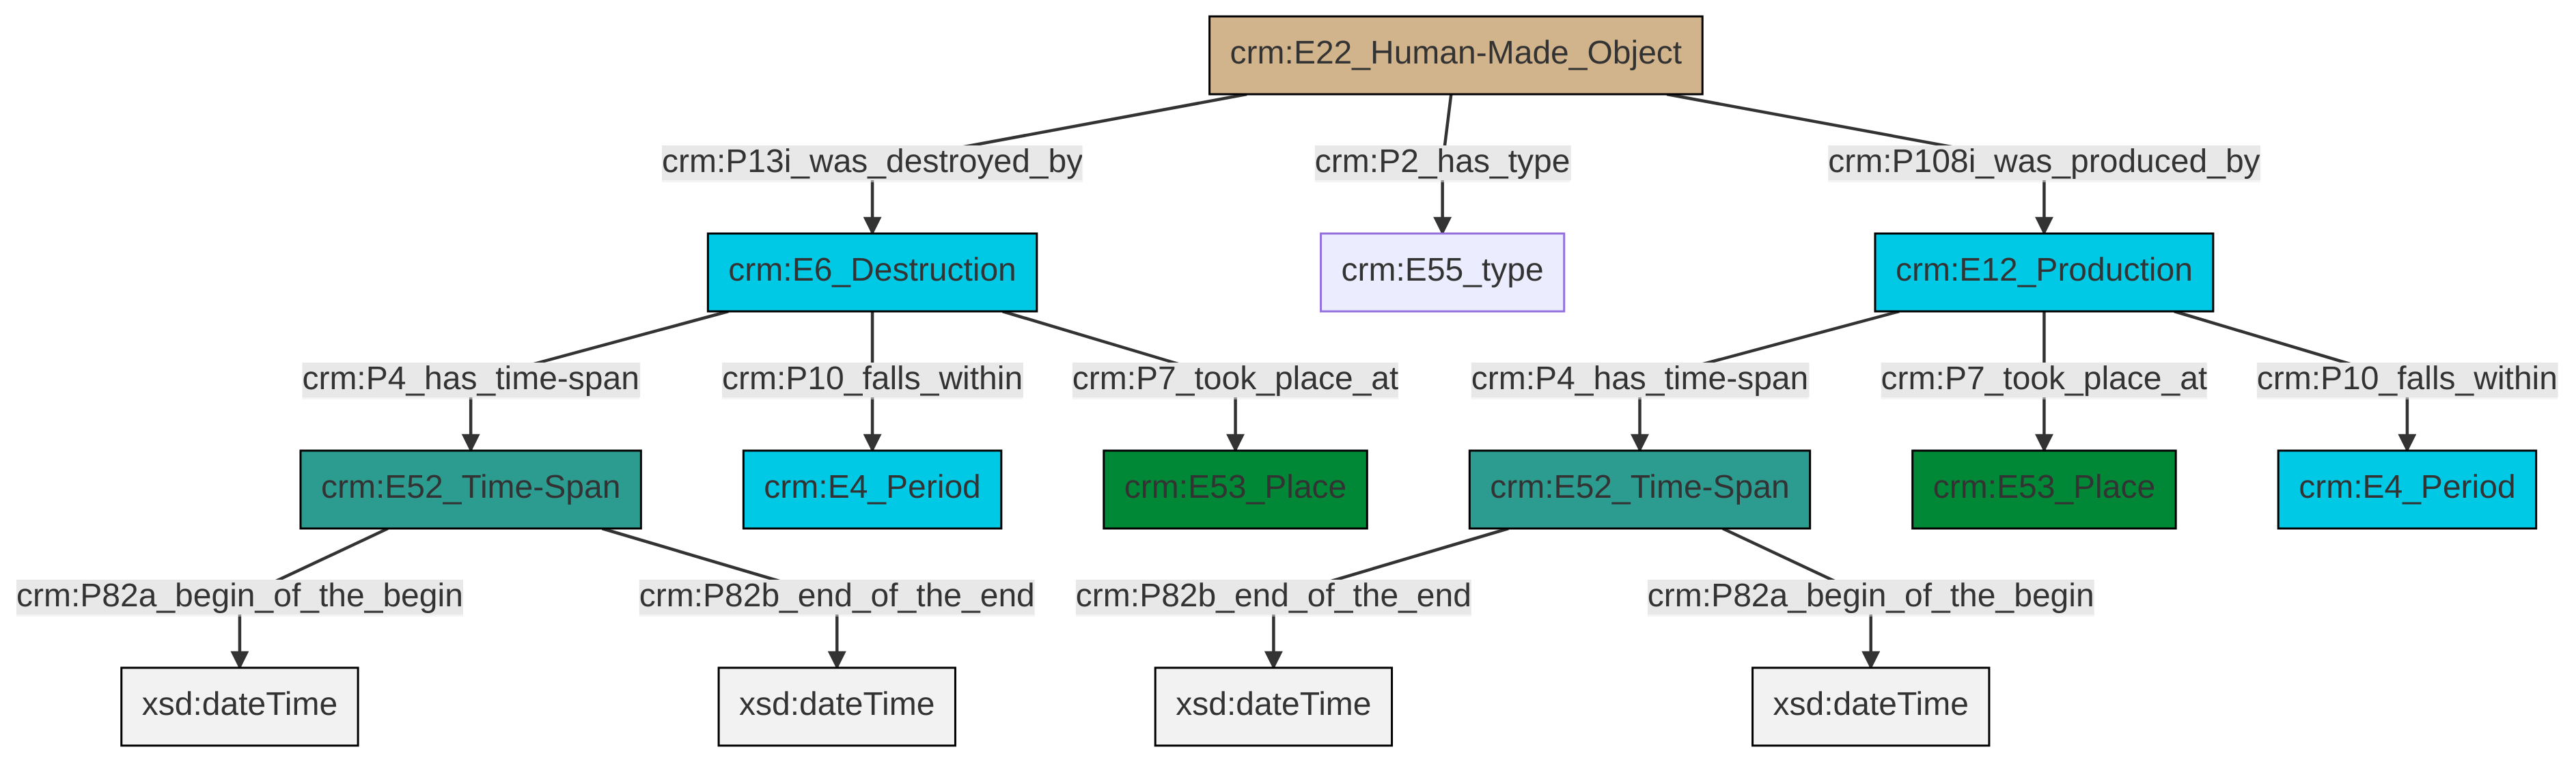 crm:E22_Human-Made_Object
crm:P13i_was_destroyed_by
crm:P2_has_type
crm:P108i_was_produced_by
crm:E6_Destruction
crm:E55_type
crm:E12_Production
crm:P4_has_time-span
crm:P10_falls_within
crm:P7_took_place_at
crm:P4_has_time-span
crm:P7_took_place_at
crm:P10_falls_within
crm:E52_Time-Span
crm:E4_Period
crm:E53_Place
crm:E52_Time-Span
crm:E53_Place
crm:E4_Period
crm:P82a_begin_of_the_begin
crm:P82b_end_of_the_end
crm:P82b_end_of_the_end
crm:P82a_begin_of_the_begin
xsd:dateTime
xsd:dateTime
xsd:dateTime
xsd:dateTime